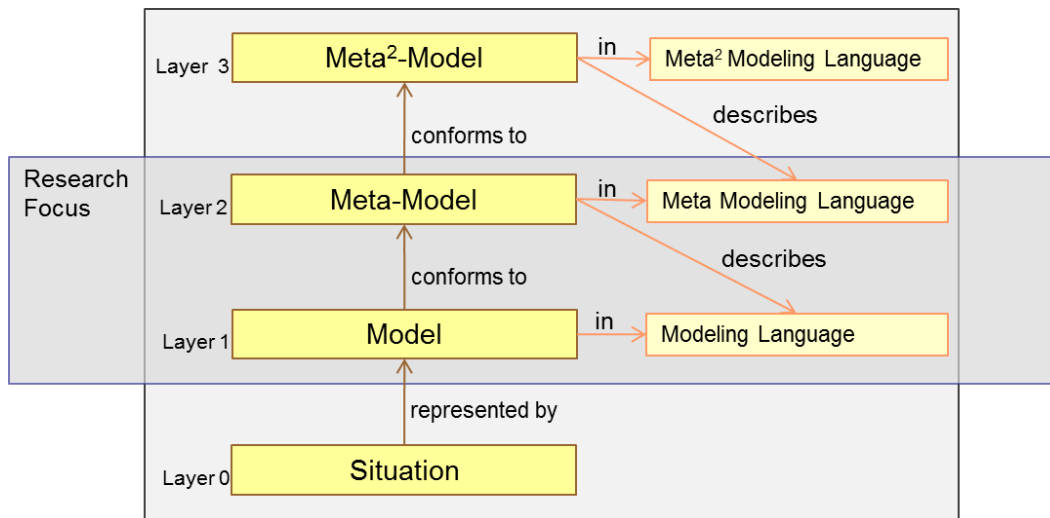 Layer 3
Meta²-Model
in
Meta² Modeling Language
describes
conforms to
Research
Focus
Layer 2
Meta-Model
in
Meta Modeling Language
describes
conforms to
Layer 1
Model
in
Modeling Language
represented by
Layer 0
Situation